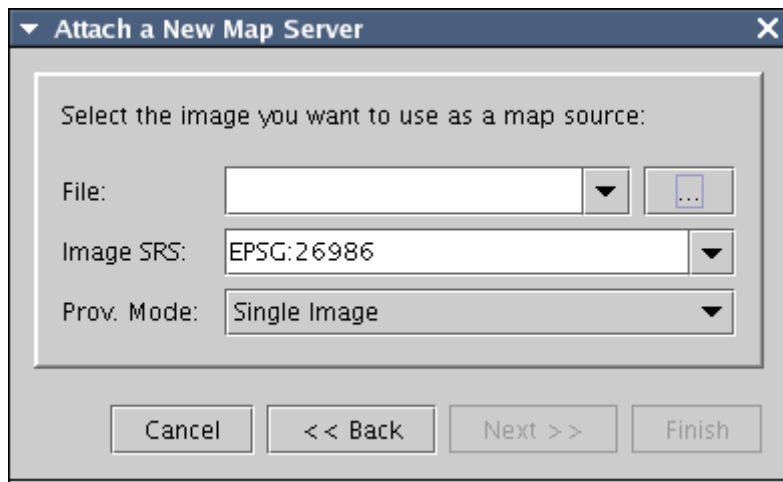 Attach a New Map Server
Select the image you want to use as a map source:
File:
...
Image SRS: EPSG:26986
Prov. Mode: Single Image
Cancel << Back Next >> Finish